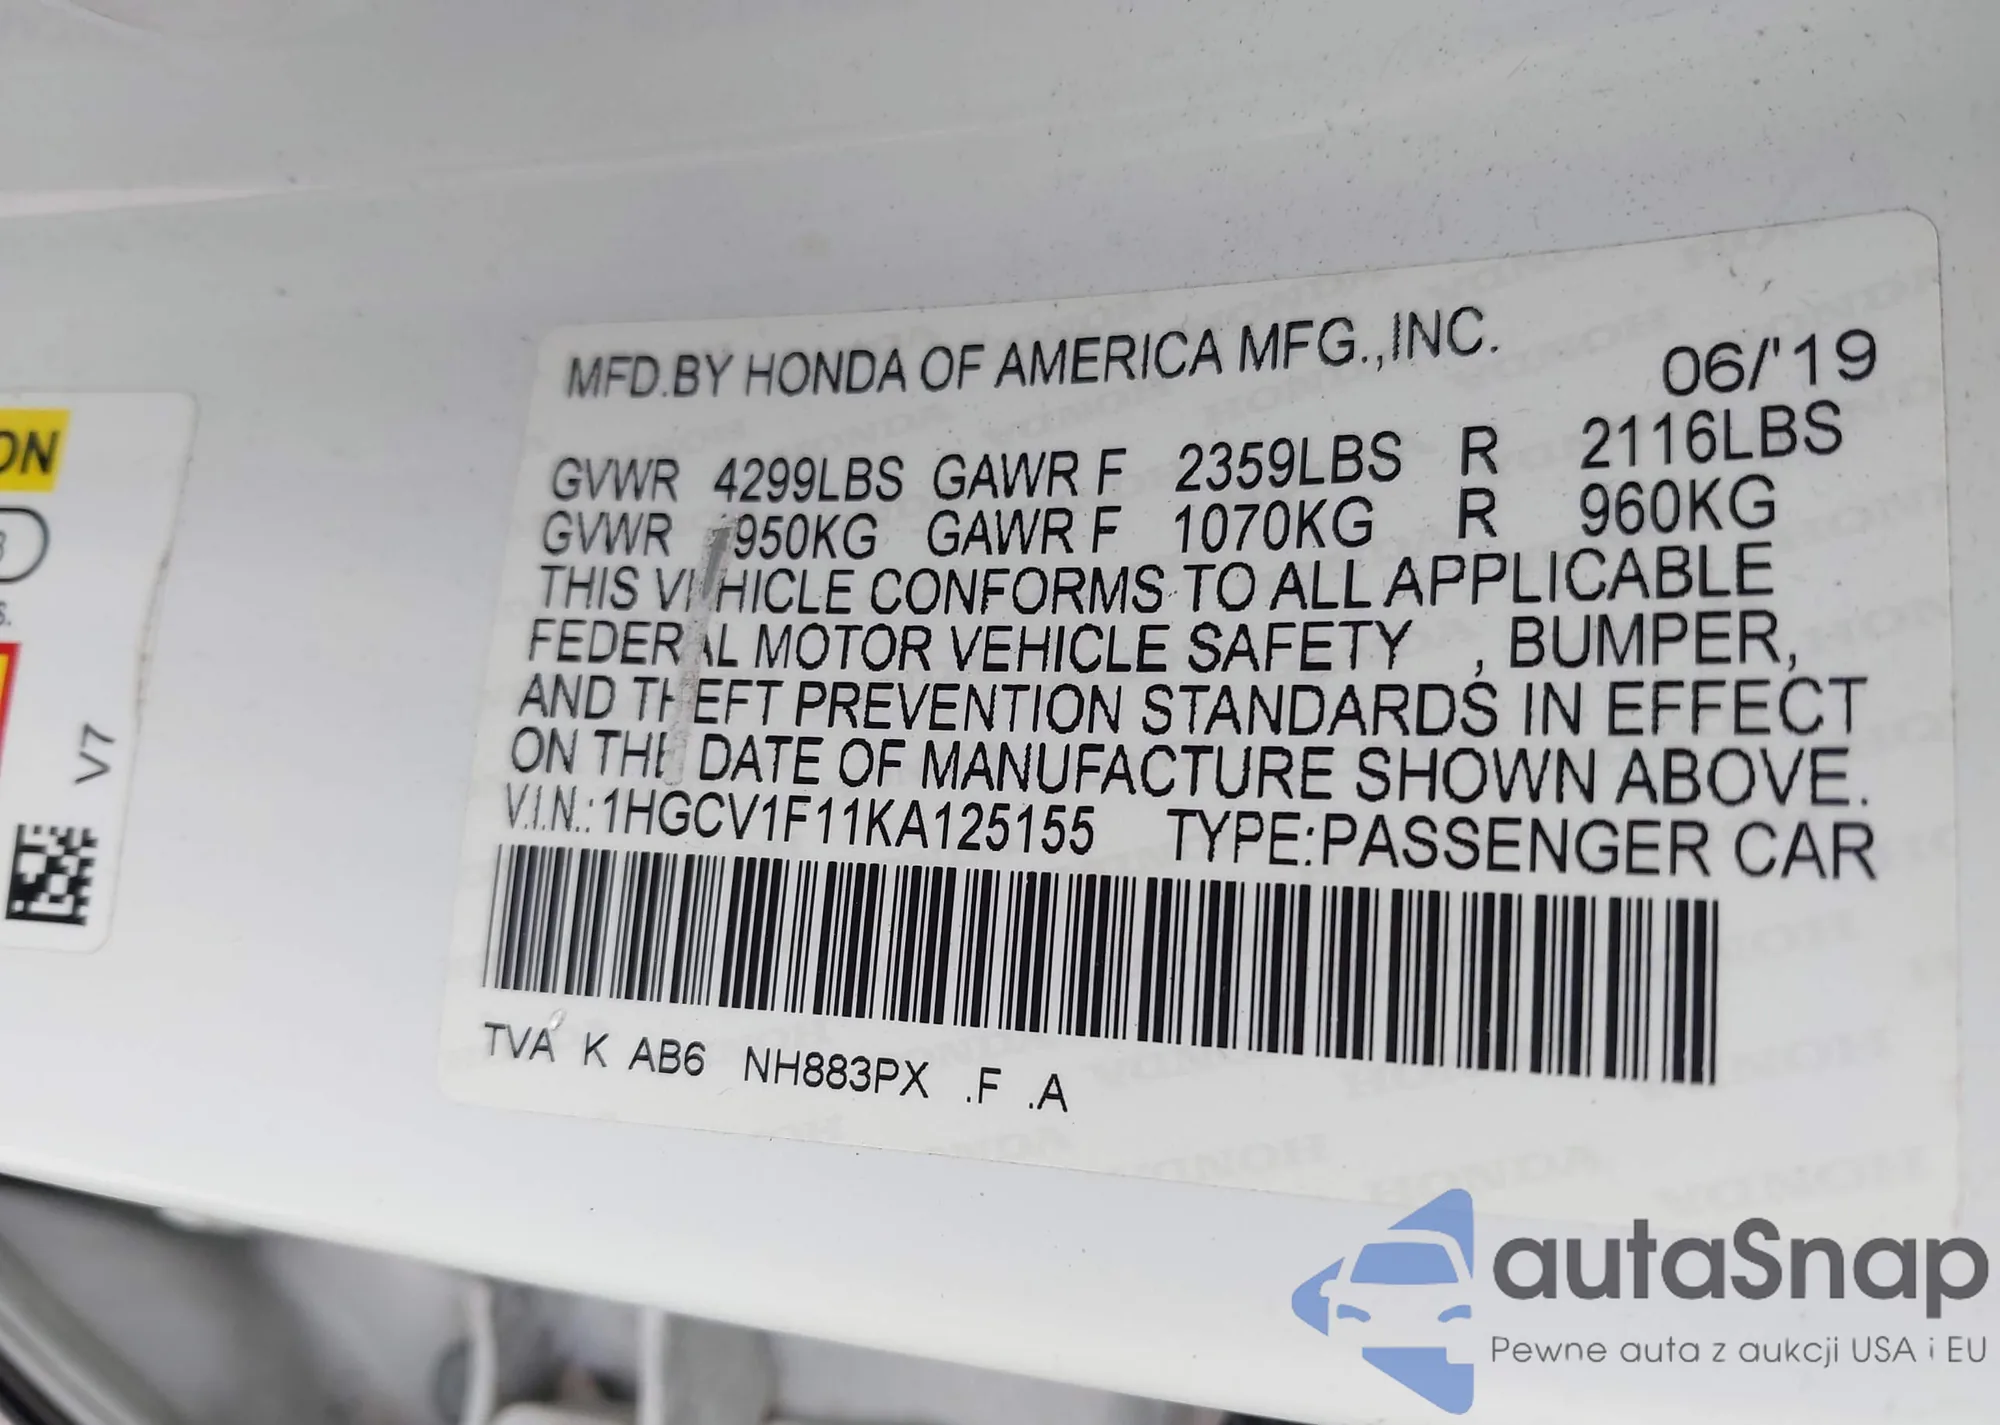 MFD.BY HONDA OF AMERICA MFG.,INC. 06/'19
GVWR 4299LBS GAWR F 2359LBS R 2116LBS
GVWR 950KG GAWR F 1070KG R 960KG
THIS VEHICLE CONFORMS TO ALL APPLICABLE
FEDERAL MOTOR VEHICLE SAFETY , BUMPER,
AND THEFT PREVENTION STANDARDS IN EFFECT
ON THE DATE OF MANUFACTURE SHOWN ABOVE.
V.I.N.:1HGCV1F11KA125155 TYPE:PASSENGER CAR
TVA K AB6 NH883PX .F .A
V7
autaSnap
Pewne auta z aukcji USA i EU